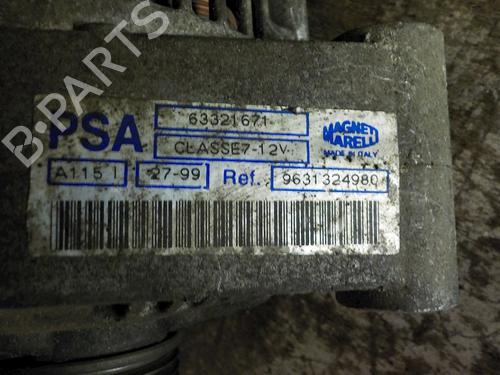 B-PARTS
PSA
63321671
CLASSE7-12V
MAGNETI
MARELLI
MADE IN ITALY
A115 I
27-99
Ref.
9631324980